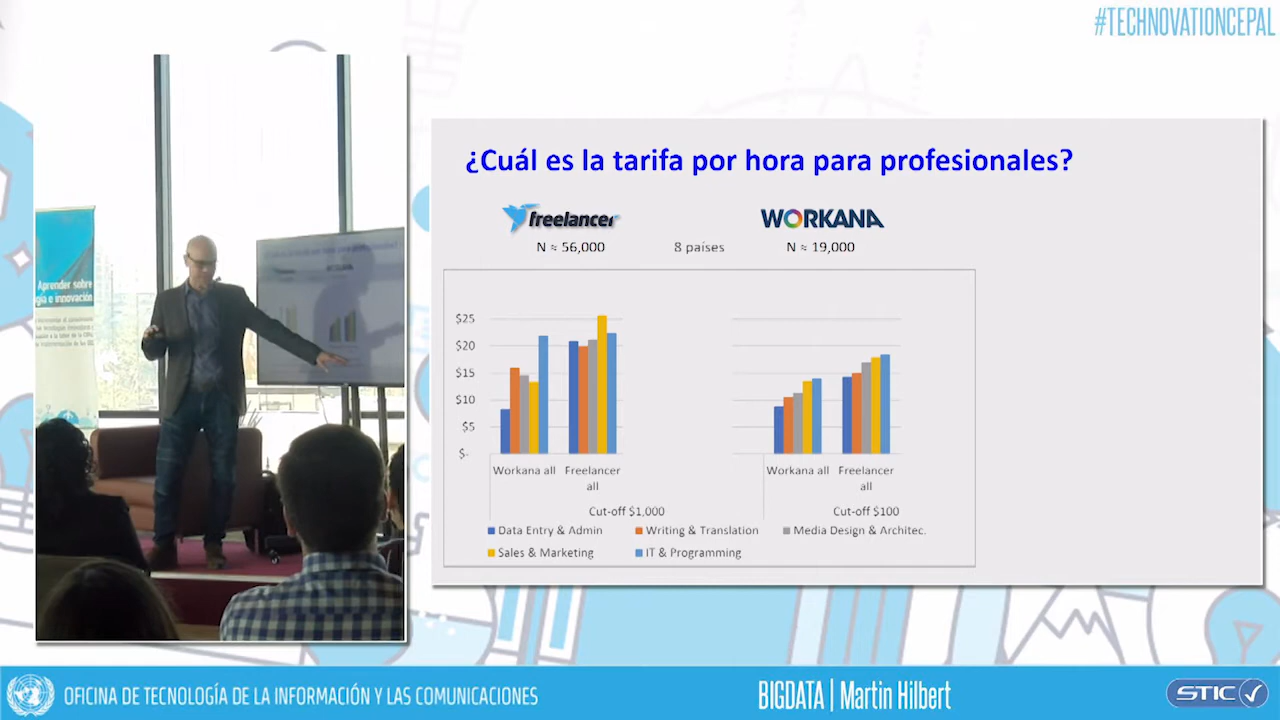 #TECHNOVATIONCEPAL
Aprender sobre
gía e innovación
¿Cuál es la tarifa por hora para profesionales?
freelancer
WORKANA
N ≈ 56,000
8 países
N ≈ 19,000
$25
$20
$15
$10
$5
$-
Workana all
Freelancer
all
Workana all
Freelancer
all
Cut-off $1,000
Cut-off $100
Data Entry & Admin
Writing & Translation
Media Design & Architec.
Sales & Marketing
IT & Programming
OFICINA DE TECNOLOGÍA DE LA INFORMACIÓN Y LAS COMUNICACIONES
BIGDATA | Martin Hilbert
STIC